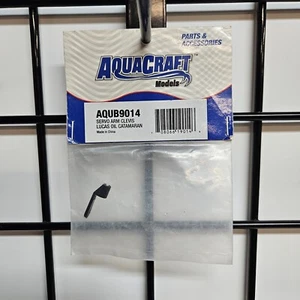 PARTS &
ACCESSORIES
AQUACRAFT
Models
AQUB9014
SERVO ARM CLEVIS
LUCAS OIL CATAMARAN
Made in China